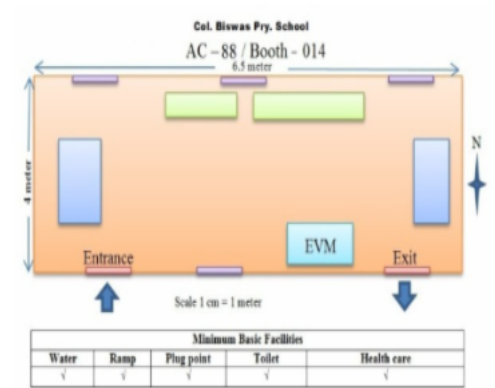 Col. Biswas Pry. School
AC – 88 / Booth - 014
6.5 meter
4 meter
N
EVM
Entrance
Exit
Scale 1 cm = 1 meter
Minimum Basic Facilities
Water Ramp Plug point Toilet Health care
√ √ √ √ √